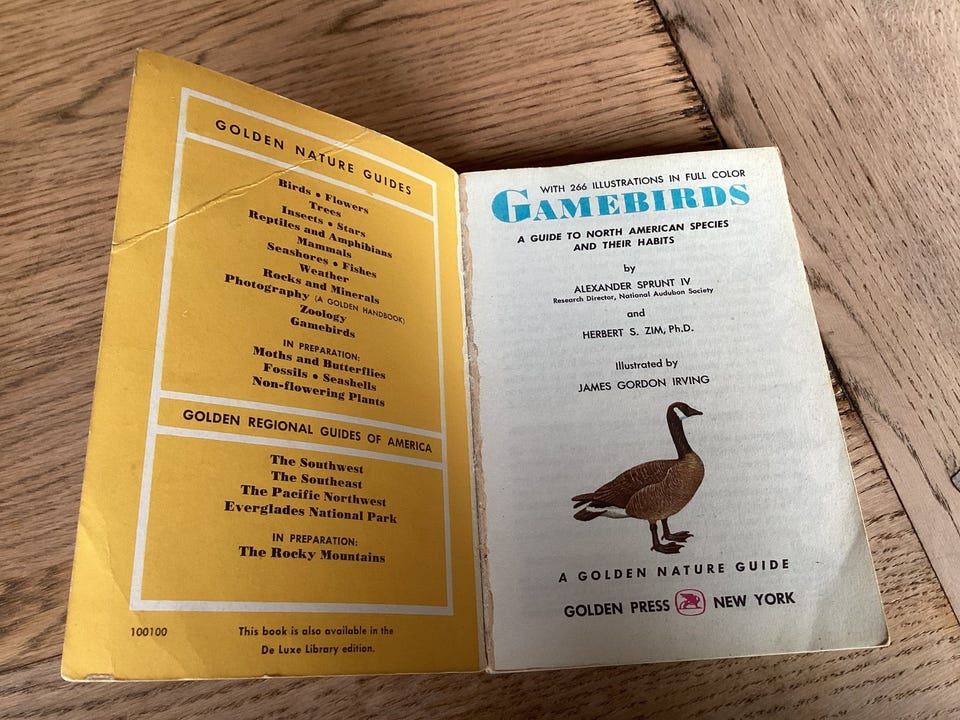 GOLDEN NATURE GUIDES
Birds • Flowers
Trees
Insects • Stars
Reptiles and Amphibians
Mammals
Seashores • Fishes
Weather
Rocks and Minerals
Photography (A GOLDEN HANDBOOK)
Zoology
Gamebirds
IN PREPARATION:
Moths and Butterflies
Fossils • Seashells
Non-flowering Plants
GOLDEN REGIONAL GUIDES OF AMERICA
The Southwest
The Southeast
The Pacific Northwest
Everglades National Park
IN PREPARATION:
The Rocky Mountains
100100
This book is also available in the
De Luxe Library edition.
WITH 266 ILLUSTRATIONS IN FULL COLOR
GAMEBIRDS
A GUIDE TO NORTH AMERICAN SPECIES
AND THEIR HABITS
by
ALEXANDER SPRUNT IV
Research Director, National Audubon Society
and
HERBERT S. ZIM, Ph.D.
Illustrated by
JAMES GORDON IRVING
A GOLDEN NATURE GUIDE
GOLDEN PRESS NEW YORK